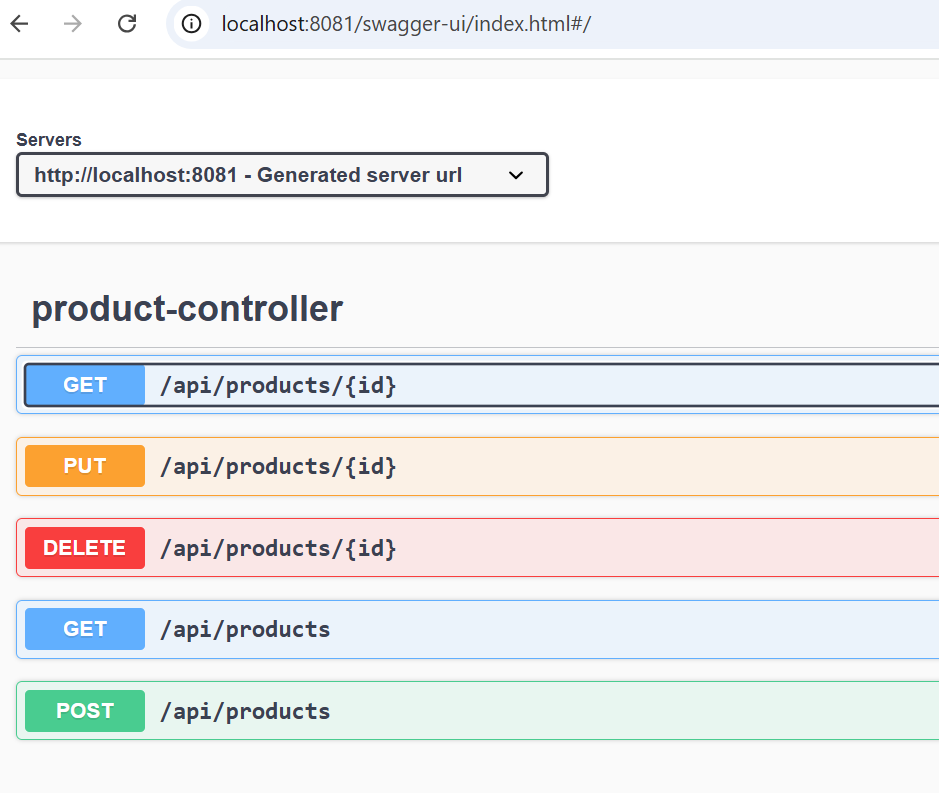 localhost:8081/swagger-ui/index.html#/
Servers
http://localhost:8081 - Generated server url
product-controller
GET /api/products/{id}
PUT /api/products/{id}
DELETE /api/products/{id}
GET /api/products
POST /api/products